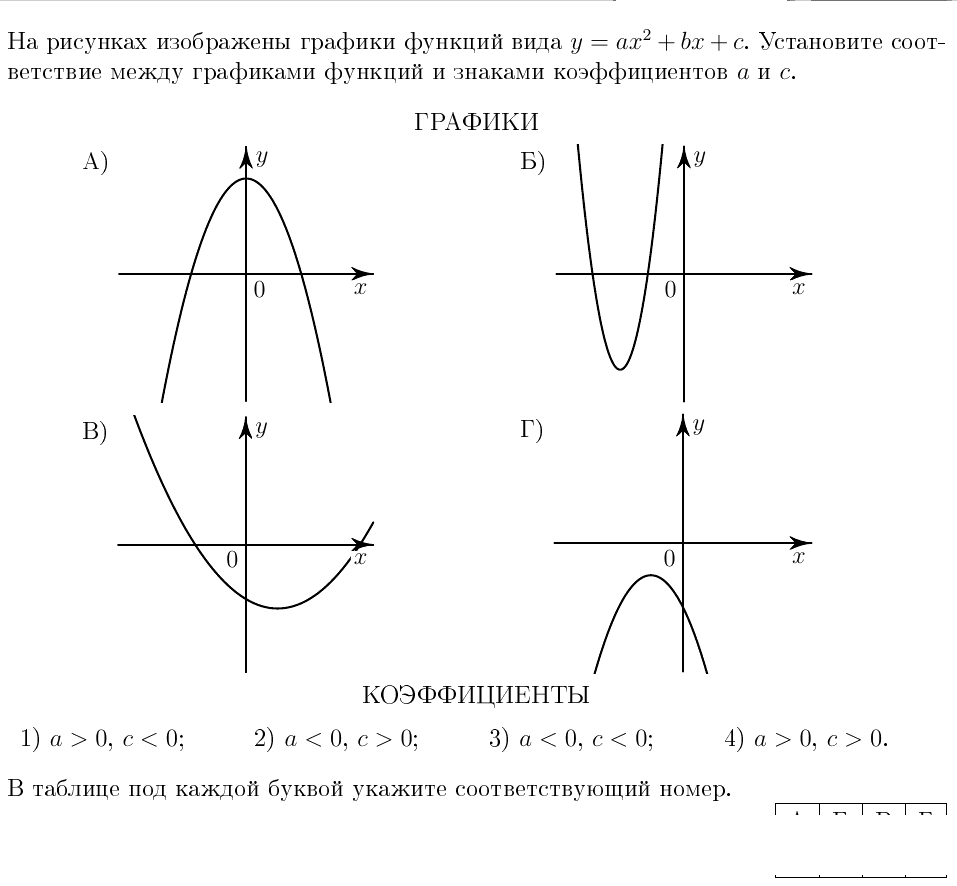 На рисунках изображены графики функций вида y = ax² + bx + c. Установите соот-
ветствие между графиками функций и знаками коэффициентов a и c.
ГРАФИКИ
А) y 0 x
Б) y 0 x
В) y 0 x
Г) y 0 x
КОЭФФИЦИЕНТЫ
1) a > 0, c < 0; 2) a < 0, c > 0; 3) a < 0, c < 0; 4) a > 0, c > 0.
В таблице под каждой буквой укажите соответствующий номер.